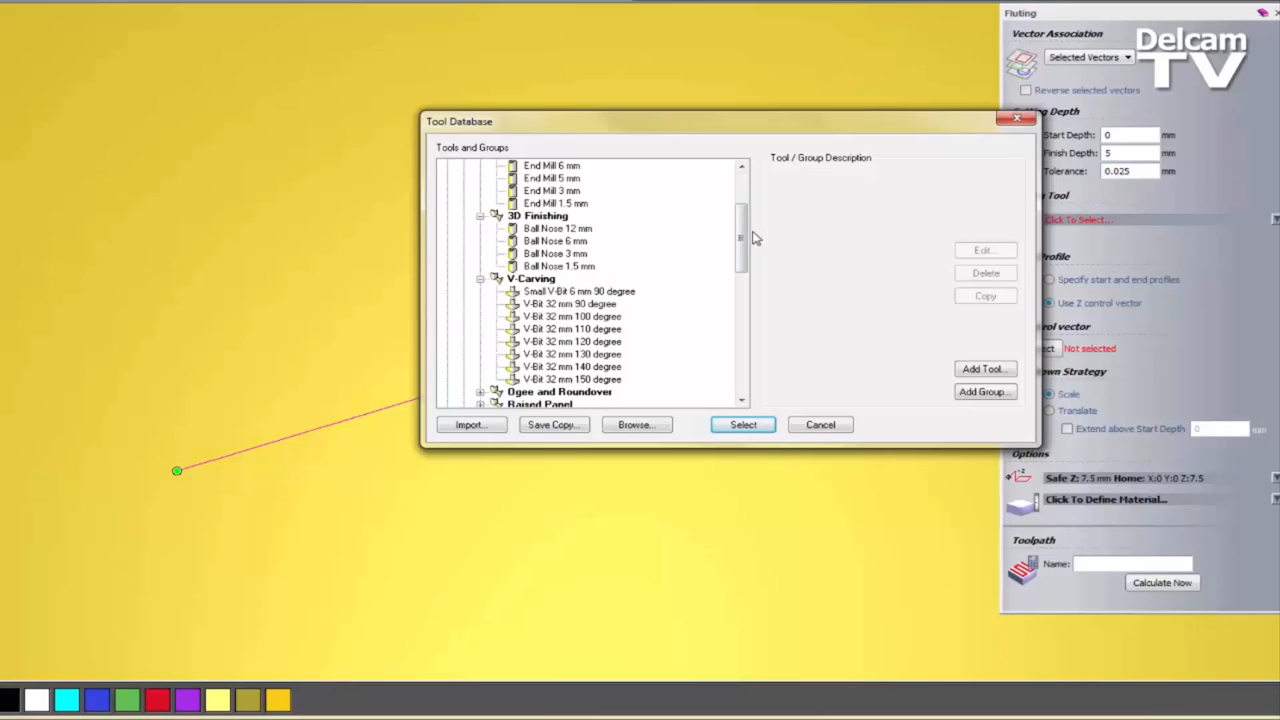 Fluting
Delcam
TV
Vector Association
Selected Vectors
Reverse selected vectors
Depth
Start Depth: 0 mm
Finish Depth: 5 mm
Tolerance: 0.025 mm
Tool
Click To Select...
Profile
Specify start and end profiles
Use Z control vector
vector
Not selected
Strategy
Scale
Translate
Extend above Start Depth 0 mm
Options
Safe Z: 7.5 mm Home: X:0 Y:0 Z:7.5
Click To Define Material...
Toolpath
Name:
Calculate Now
Tool Database
Tools and Groups
End Mill 6 mm
End Mill 5 mm
End Mill 3 mm
End Mill 1.5 mm
3D Finishing
Ball Nose 12 mm
Ball Nose 6 mm
Ball Nose 3 mm
Ball Nose 1.5 mm
V-Carving
Small V-Bit 6 mm 90 degree
V-Bit 32 mm 90 degree
V-Bit 32 mm 100 degree
V-Bit 32 mm 110 degree
V-Bit 32 mm 120 degree
V-Bit 32 mm 130 degree
V-Bit 32 mm 140 degree
V-Bit 32 mm 150 degree
Ogee and Roundover
Raised Panel
Tool / Group Description
Edit...
Delete
Copy
Add Tool...
Add Group...
Import...
Save Copy...
Browse...
Select
Cancel